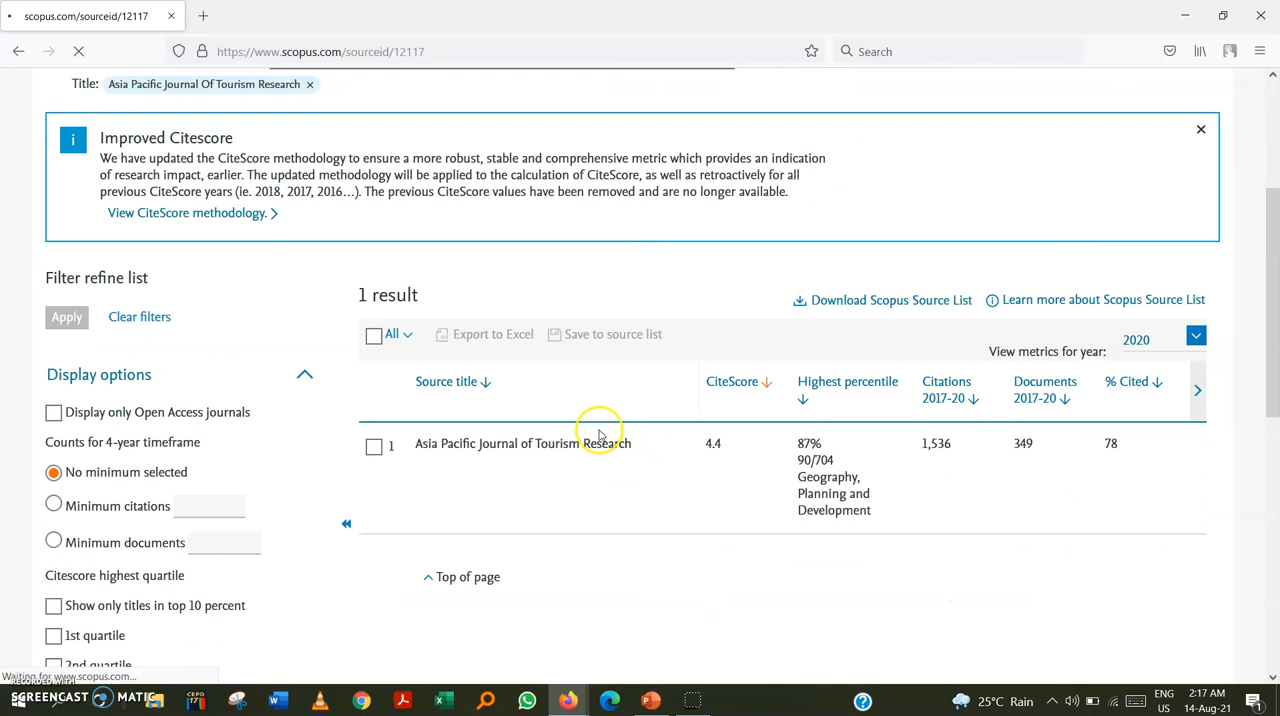 scopus.com/sourceid/12117
https://www.scopus.com/sourceid/12117
Search
Title: Asia Pacific Journal Of Tourism Research ×
i Improved Citescore
We have updated the CiteScore methodology to ensure a more robust, stable and comprehensive metric which provides an indication
of research impact, earlier. The updated methodology will be applied to the calculation of CiteScore, as well as retroactively for all
previous CiteScore years (ie. 2018, 2017, 2016...). The previous CiteScore values have been removed and are no longer available.
View CiteScore methodology. >
Filter refine list
Apply Clear filters
Display options
Display only Open Access journals
Counts for 4-year timeframe
No minimum selected
Minimum citations
Minimum documents
Citescore highest quartile
Show only titles in top 10 percent
1st quartile
2nd quartile
1 result
Download Scopus Source List Learn more about Scopus Source List
All Export to Excel Save to source list
View metrics for year: 2020
Source title CiteScore Highest percentile Citations 2017-20 Documents 2017-20 % Cited
1 Asia Pacific Journal of Tourism Research 4.4 87% 1,536 349 78
90/704
Geography,
Planning and
Development
Top of page
Waiting for www.scopus.com...
RECORDED WITH
SCREENCAST MATIC
CEPD
17
25°C Rain
ENG
US
2:17 AM
14-Aug-21